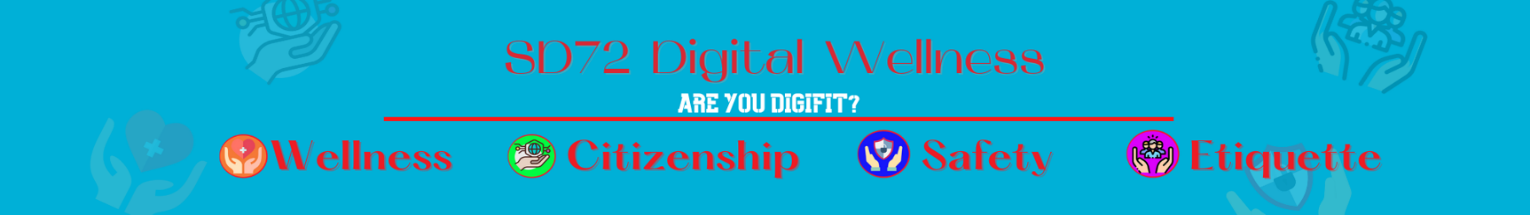 SD72 Digital Wellness
ARE YOU DIGIFIT?
Wellness Citizenship Safety Etiquette